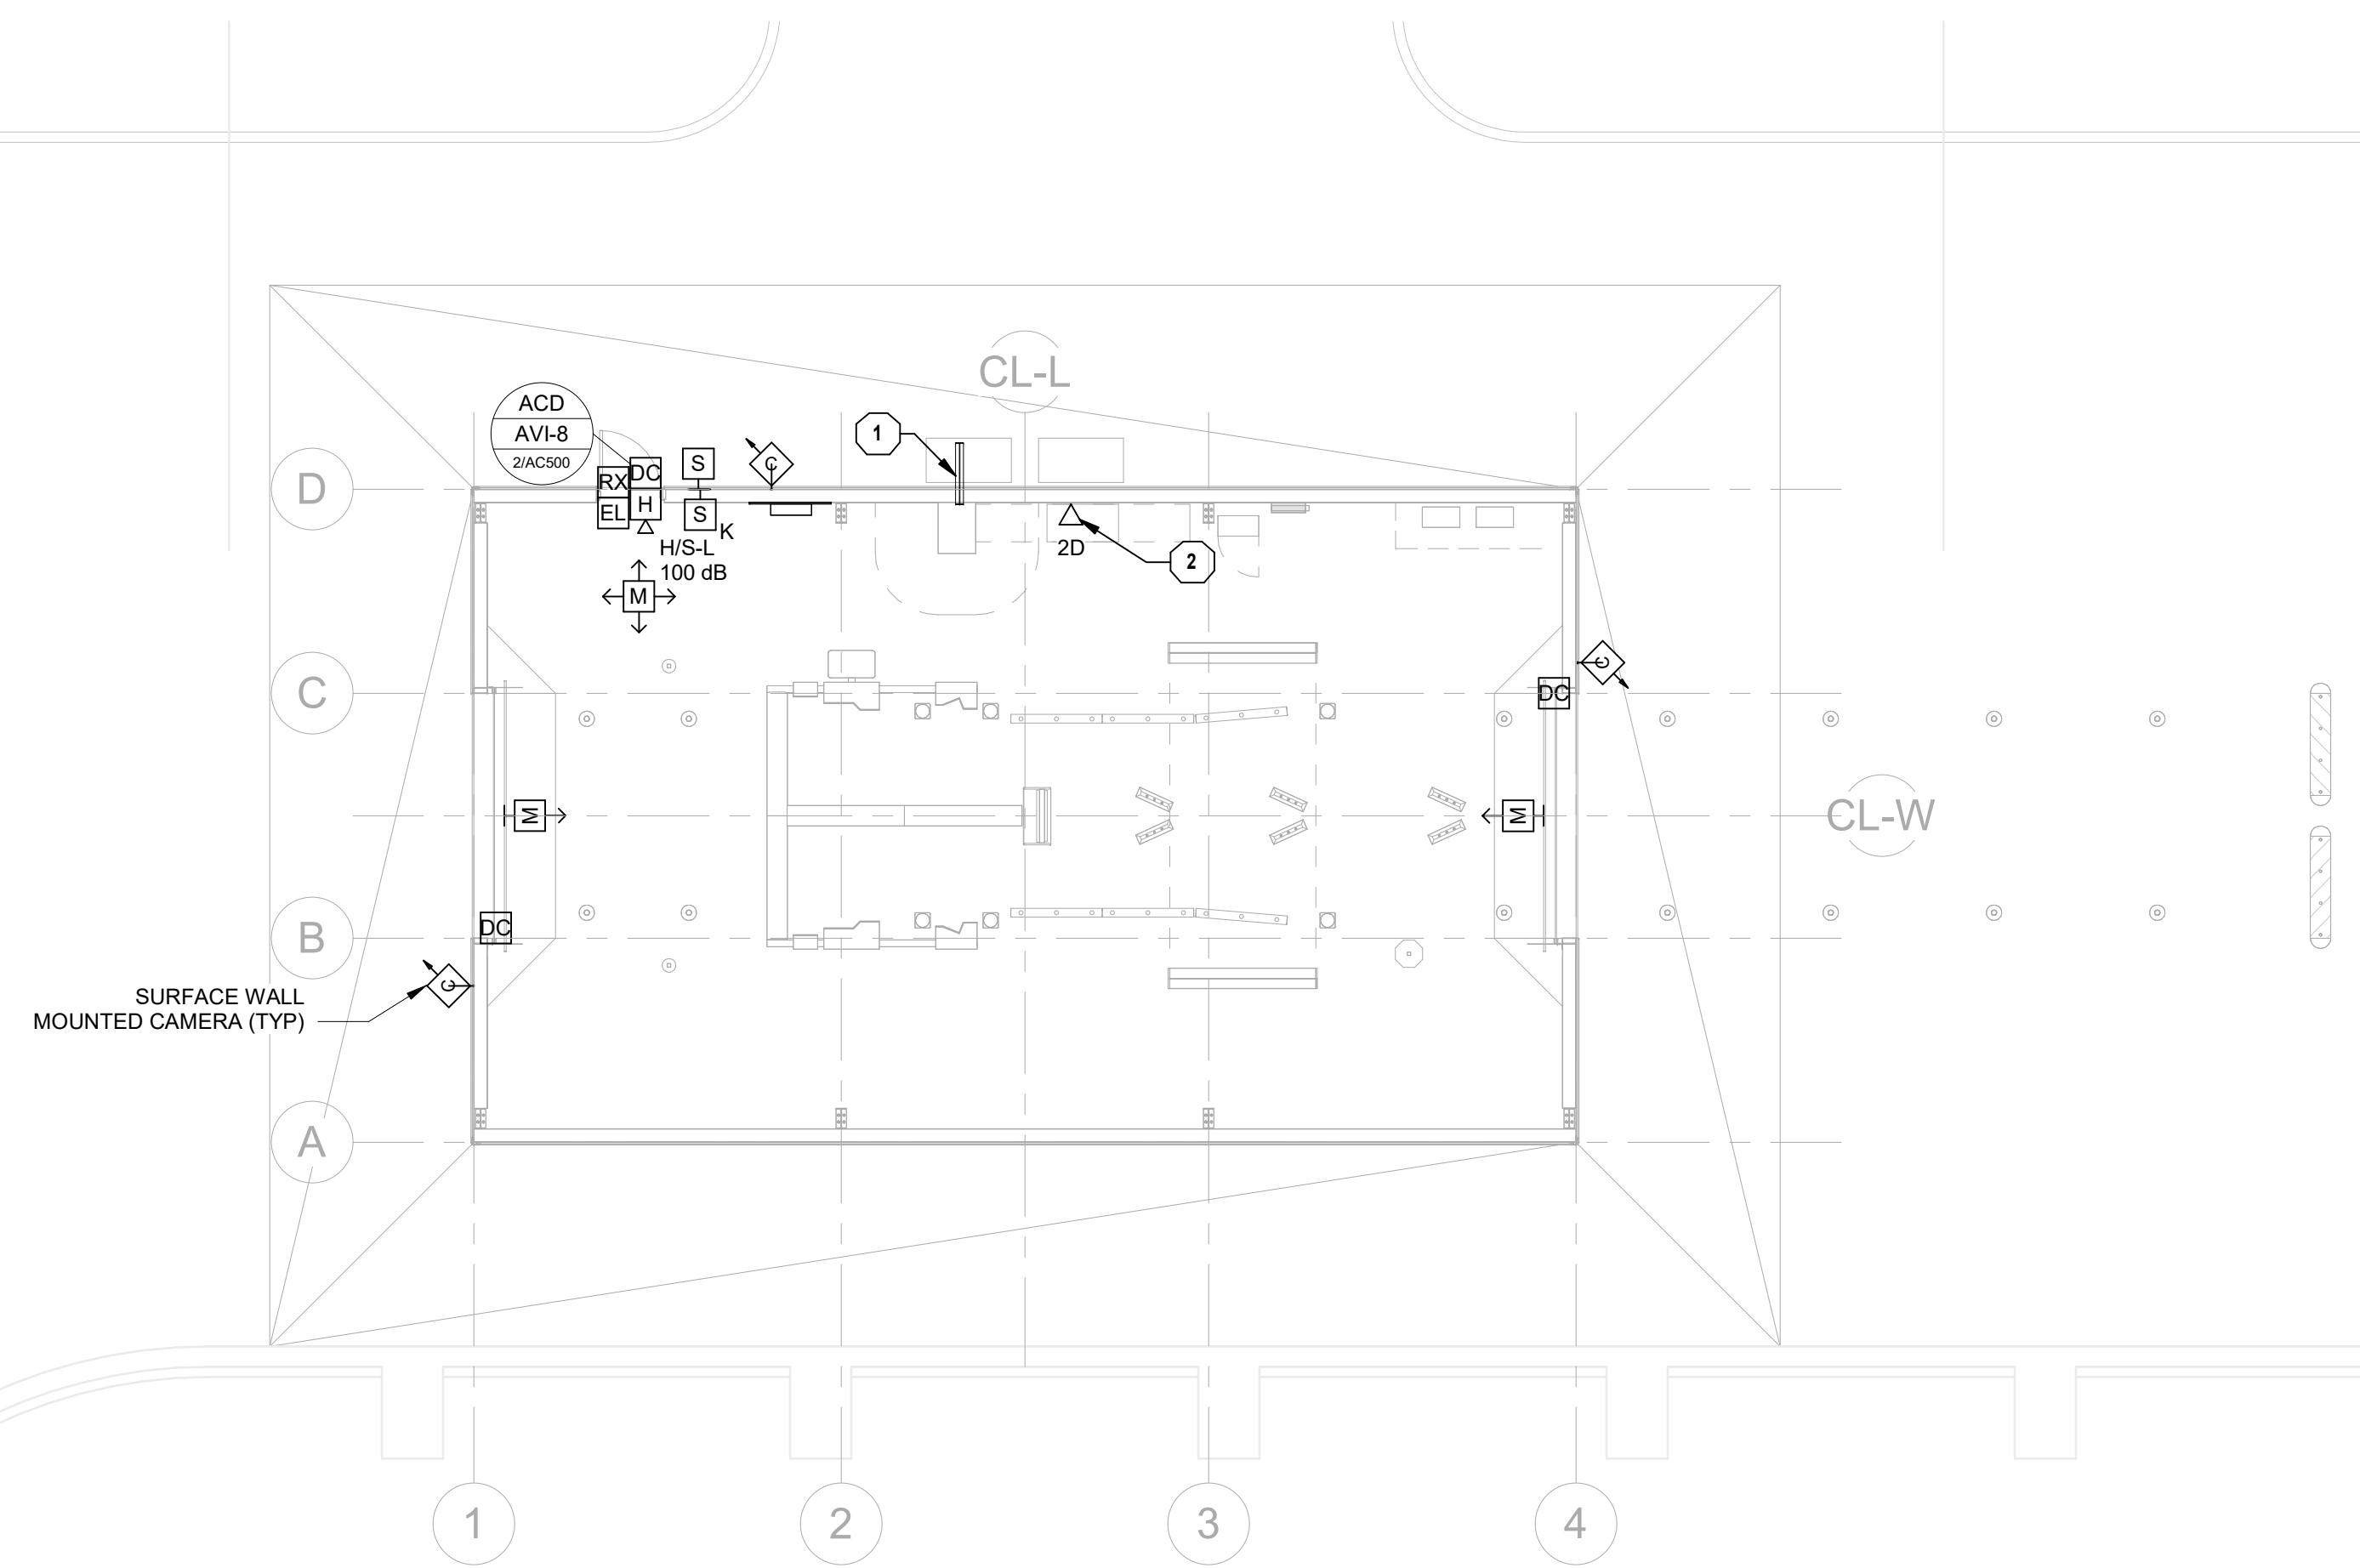 CL-L
ACD
AVI-8
2/AC500
1
S
C
D
RX
DC
EL
H
S
K
H/S-L
100 dB
2D
2
M
C
C
DC
M
M
CL-W
B
DC
C
SURFACE WALL
MOUNTED CAMERA (TYP)
A
1
2
3
4